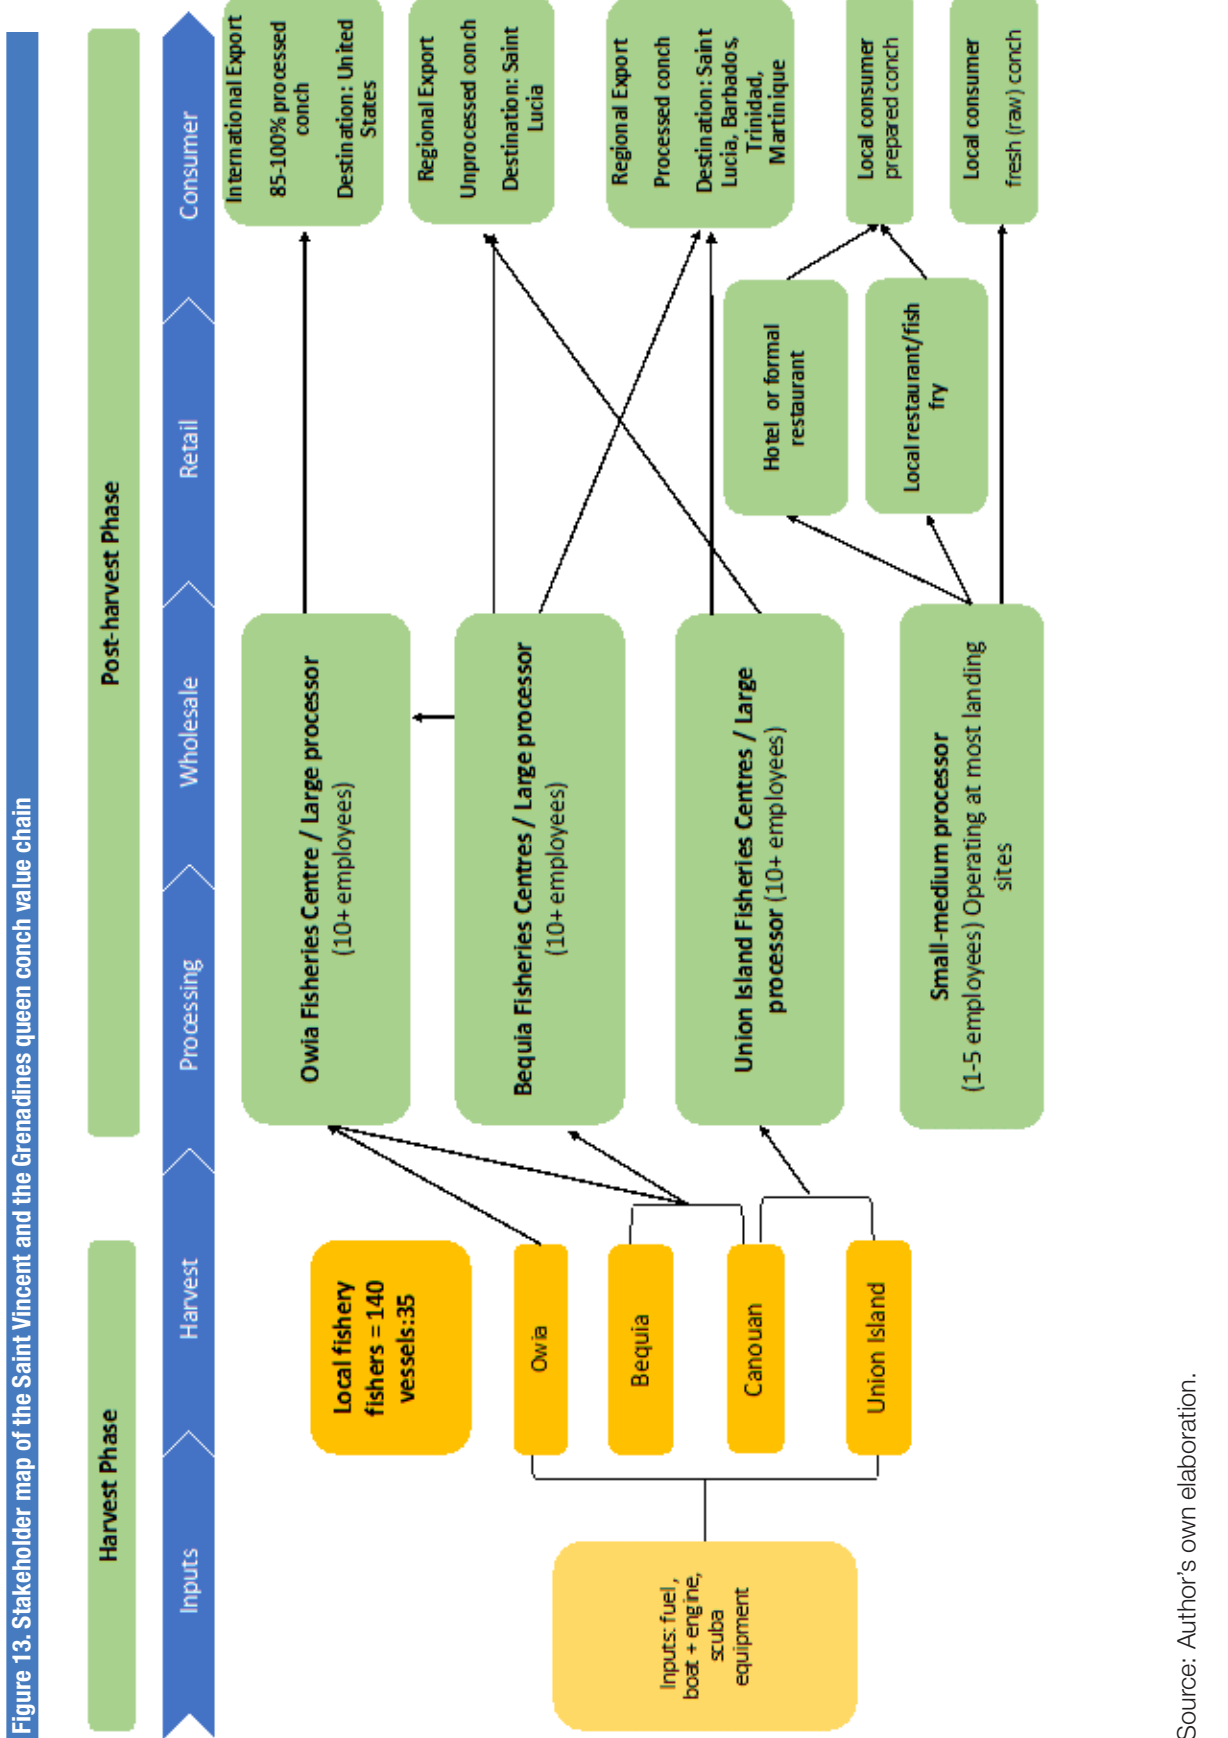 Figure 13. Stakeholder map of the Saint Vincent and the Grenadines queen conch value chain
Harvest Phase
Post-harvest Phase
Inputs
Harvest
Processing
Wholesale
Retail
Consumer
Inputs: fuel,
boat + engine,
scuba
equipment
Local fishery
fishers = 140
vessels:35
Owia
Bequia
Canouan
Union Island
Owia Fisheries Centre / Large processor
(10+ employees)
Bequia Fisheries Centres / Large processor
(10+ employees)
Union Island Fisheries Centres / Large
processor (10+ employees)
Small-medium processor
(1-5 employees) Operating at most landing
sites
Hotel or formal
restaurant
Local restaurant/fish
fry
International Export
85-100% processed
conch
Destination: United
States
Regional Export
Unprocessed conch
Destination: Saint
Lucia
Regional Export
Processed conch
Destination: Saint
Lucia, Barbados,
Trinidad,
Martinique
Local consumer
prepared conch
Local consumer
fresh (raw) conch
Source: Author's own elaboration.